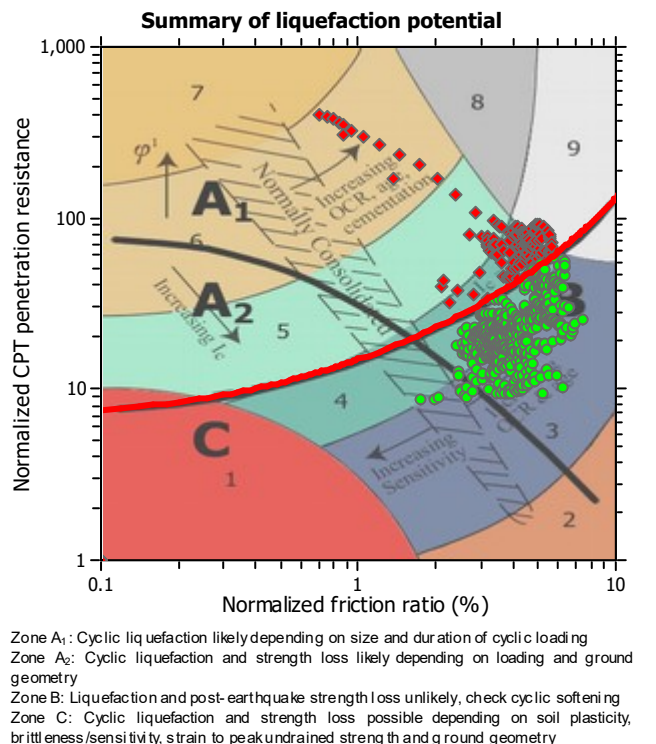 Summary of liquefaction potential
1,000
7
8
9
φ'
A₁
Increasing
OCR, age,
cementation
Normally Consolidated
100
6
A₂
Increasing Ic
5
Ic
B
10
4
3
C
1
Increasing
Sensitivity
OCR
2
1
0.1
1
10
Normalized CPT penetration resistance
Normalized friction ratio (%)
Zone A₁: Cyclic liquefaction likely depending on size and duration of cyclic loading
Zone A₂: Cyclic liquefaction and strength loss likely depending on loading and ground
geometry
Zone B: Liquefaction and post-earthquake strength loss unlikely, check cyclic softening
Zone C: Cyclic liquefaction and strength loss possible depending on soil plasticity,
brittleness/sensitivity, strain to peak undrained strength and ground geometry